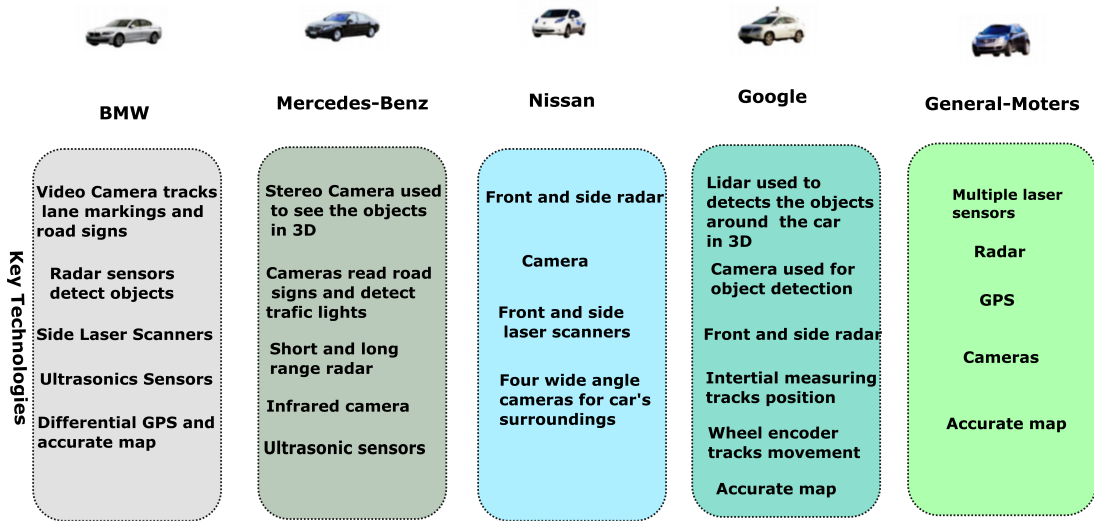 BMW
Mercedes-Benz
Nissan
Google
General-Moters
Key Technologies
Video Camera tracks
lane markings and
road signs
Radar sensors
detect objects
Side Laser Scanners
Ultrasonics Sensors
Differential GPS and
accurate map
Stereo Camera used
to see the objects
in 3D
Cameras read road
signs and detect
trafic lights
Short and long
range radar
Infrared camera
Ultrasonic sensors
Front and side radar
Camera
Front and side
laser scanners
Four wide angle
cameras for car's
surroundings
Lidar used to
detects the objects
around the car
in 3D
Camera used for
object detection
Front and side radar
Intertial measuring
tracks position
Wheel encoder
tracks movement
Accurate map
Multiple laser
sensors
Radar
GPS
Cameras
Accurate map